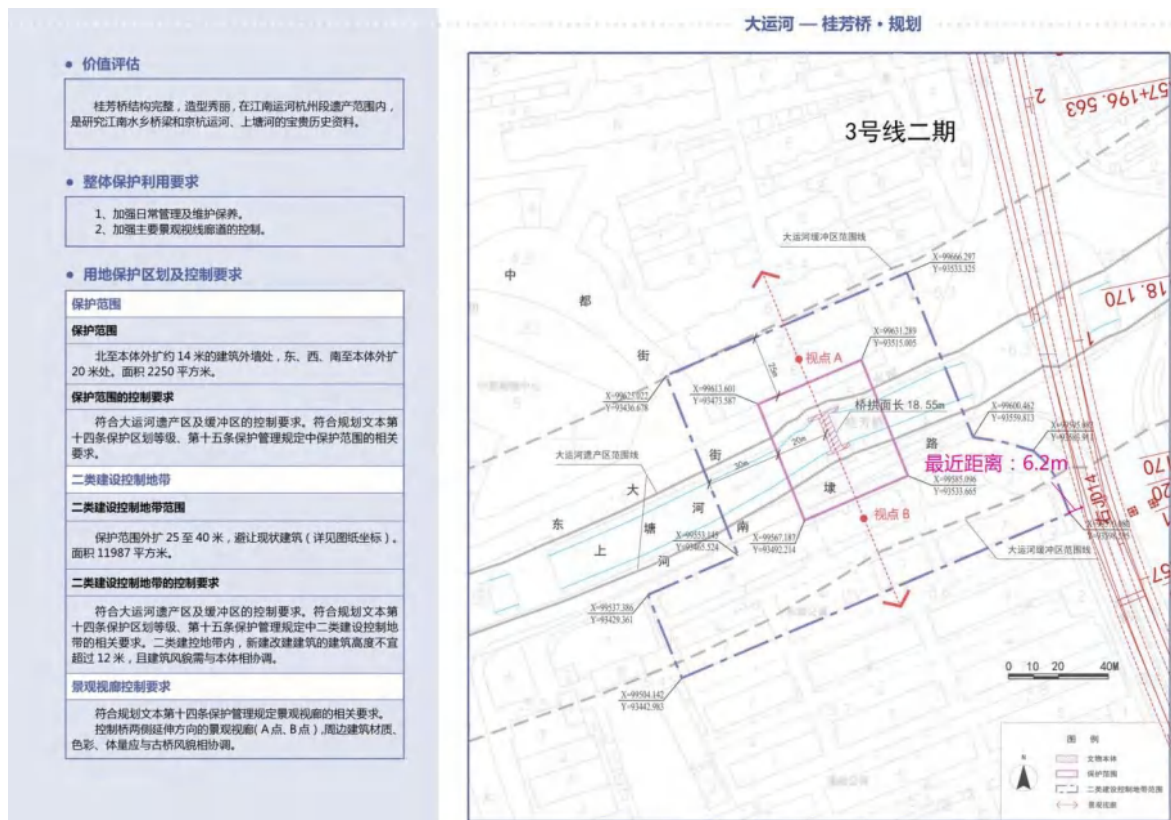 大运河 — 桂芳桥·规划
● 价值评估
桂芳桥结构完整，造型秀丽，在江南运河杭州段遗产范围内，
是研究江南水乡桥梁和京杭运河、上塘河的宝贵历史资料。
● 整体保护利用要求
1、加强日常管理及维护保养。
2、加强主要景观视线廊道的控制。
● 用地保护区划及控制要求
保护范围
保护范围
北至本体外扩约 14 米的建筑外墙处，东、西、南至本体外扩
20 米处。面积 2250 平方米。
保护范围的控制要求
符合大运河遗产区及缓冲区的控制要求。符合规划文本第
十四条保护区划等级、第十五条保护管理规定中保护范围的相关
要求。
二类建设控制地带
二类建设控制地带范围
保护范围外扩 25 至 40 米，避让现状建筑（详见图纸坐标）。
面积 11987 平方米。
二类建设控制地带的控制要求
符合大运河遗产区及缓冲区的控制要求。符合规划文本第
十四条保护区划等级、第十五条保护管理规定中二类建设控制地
带的相关要求。二类建控地带内，新建改建建筑的建筑高度不宜
超过 12 米，且建筑风貌需与本体相协调。
景观视廊控制要求
符合规划文本第十四条保护管理规定景观视廊的相关要求。
控制桥两侧延伸方向的景观视廊（A点、B点），周边建筑材质、
色彩、体量应与古桥风貌相协调。
3号线二期
57+196.563
2
大运河缓冲区范围线
X=99666.297
Y=93533.325
中
都
街
18.170
1
X=99631.289
Y=93515.005
视点 A
25m
X=99625.022
Y=93436.678
X=99613.601
Y=93473.587
桥拱面长 18.55m
X=99600.462
Y=93559.813
20m
30m
大运河遗产区范围线
街
路
最近距离：6.2m
大
河
埭
X=99585.096
Y=93533.665
东
塘
南
上
河
视点 B
X=99553.145
Y=93465.524
X=99567.187
Y=93492.214
大运河缓冲区范围线
右JD14
170
20
57
X=99537.386
Y=93429.361
X=99504.142
Y=93442.983
0 10 20 40M
图 例
N
文物本体
保护范围
二类建设控制地带范围
景观视廊